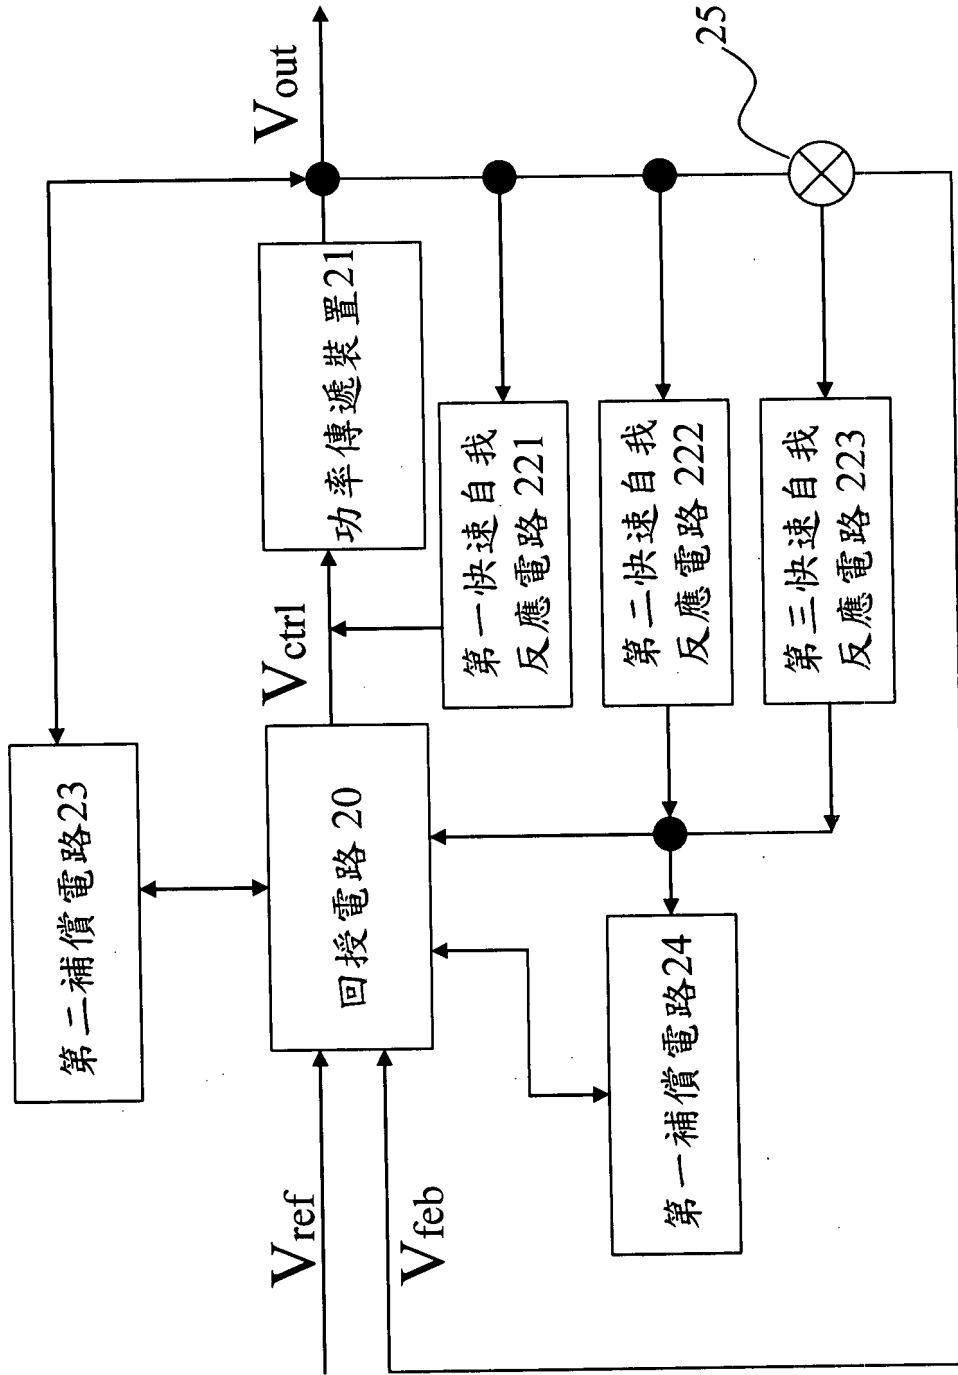 第二補償電路23
Vref
Vfeb
回授電路20
Vctrl
功率傳遞裝置21
Vout
第一快速自我
反應電路221
第二快速自我
反應電路222
第三快速自我
反應電路223
25
第一補償電路24